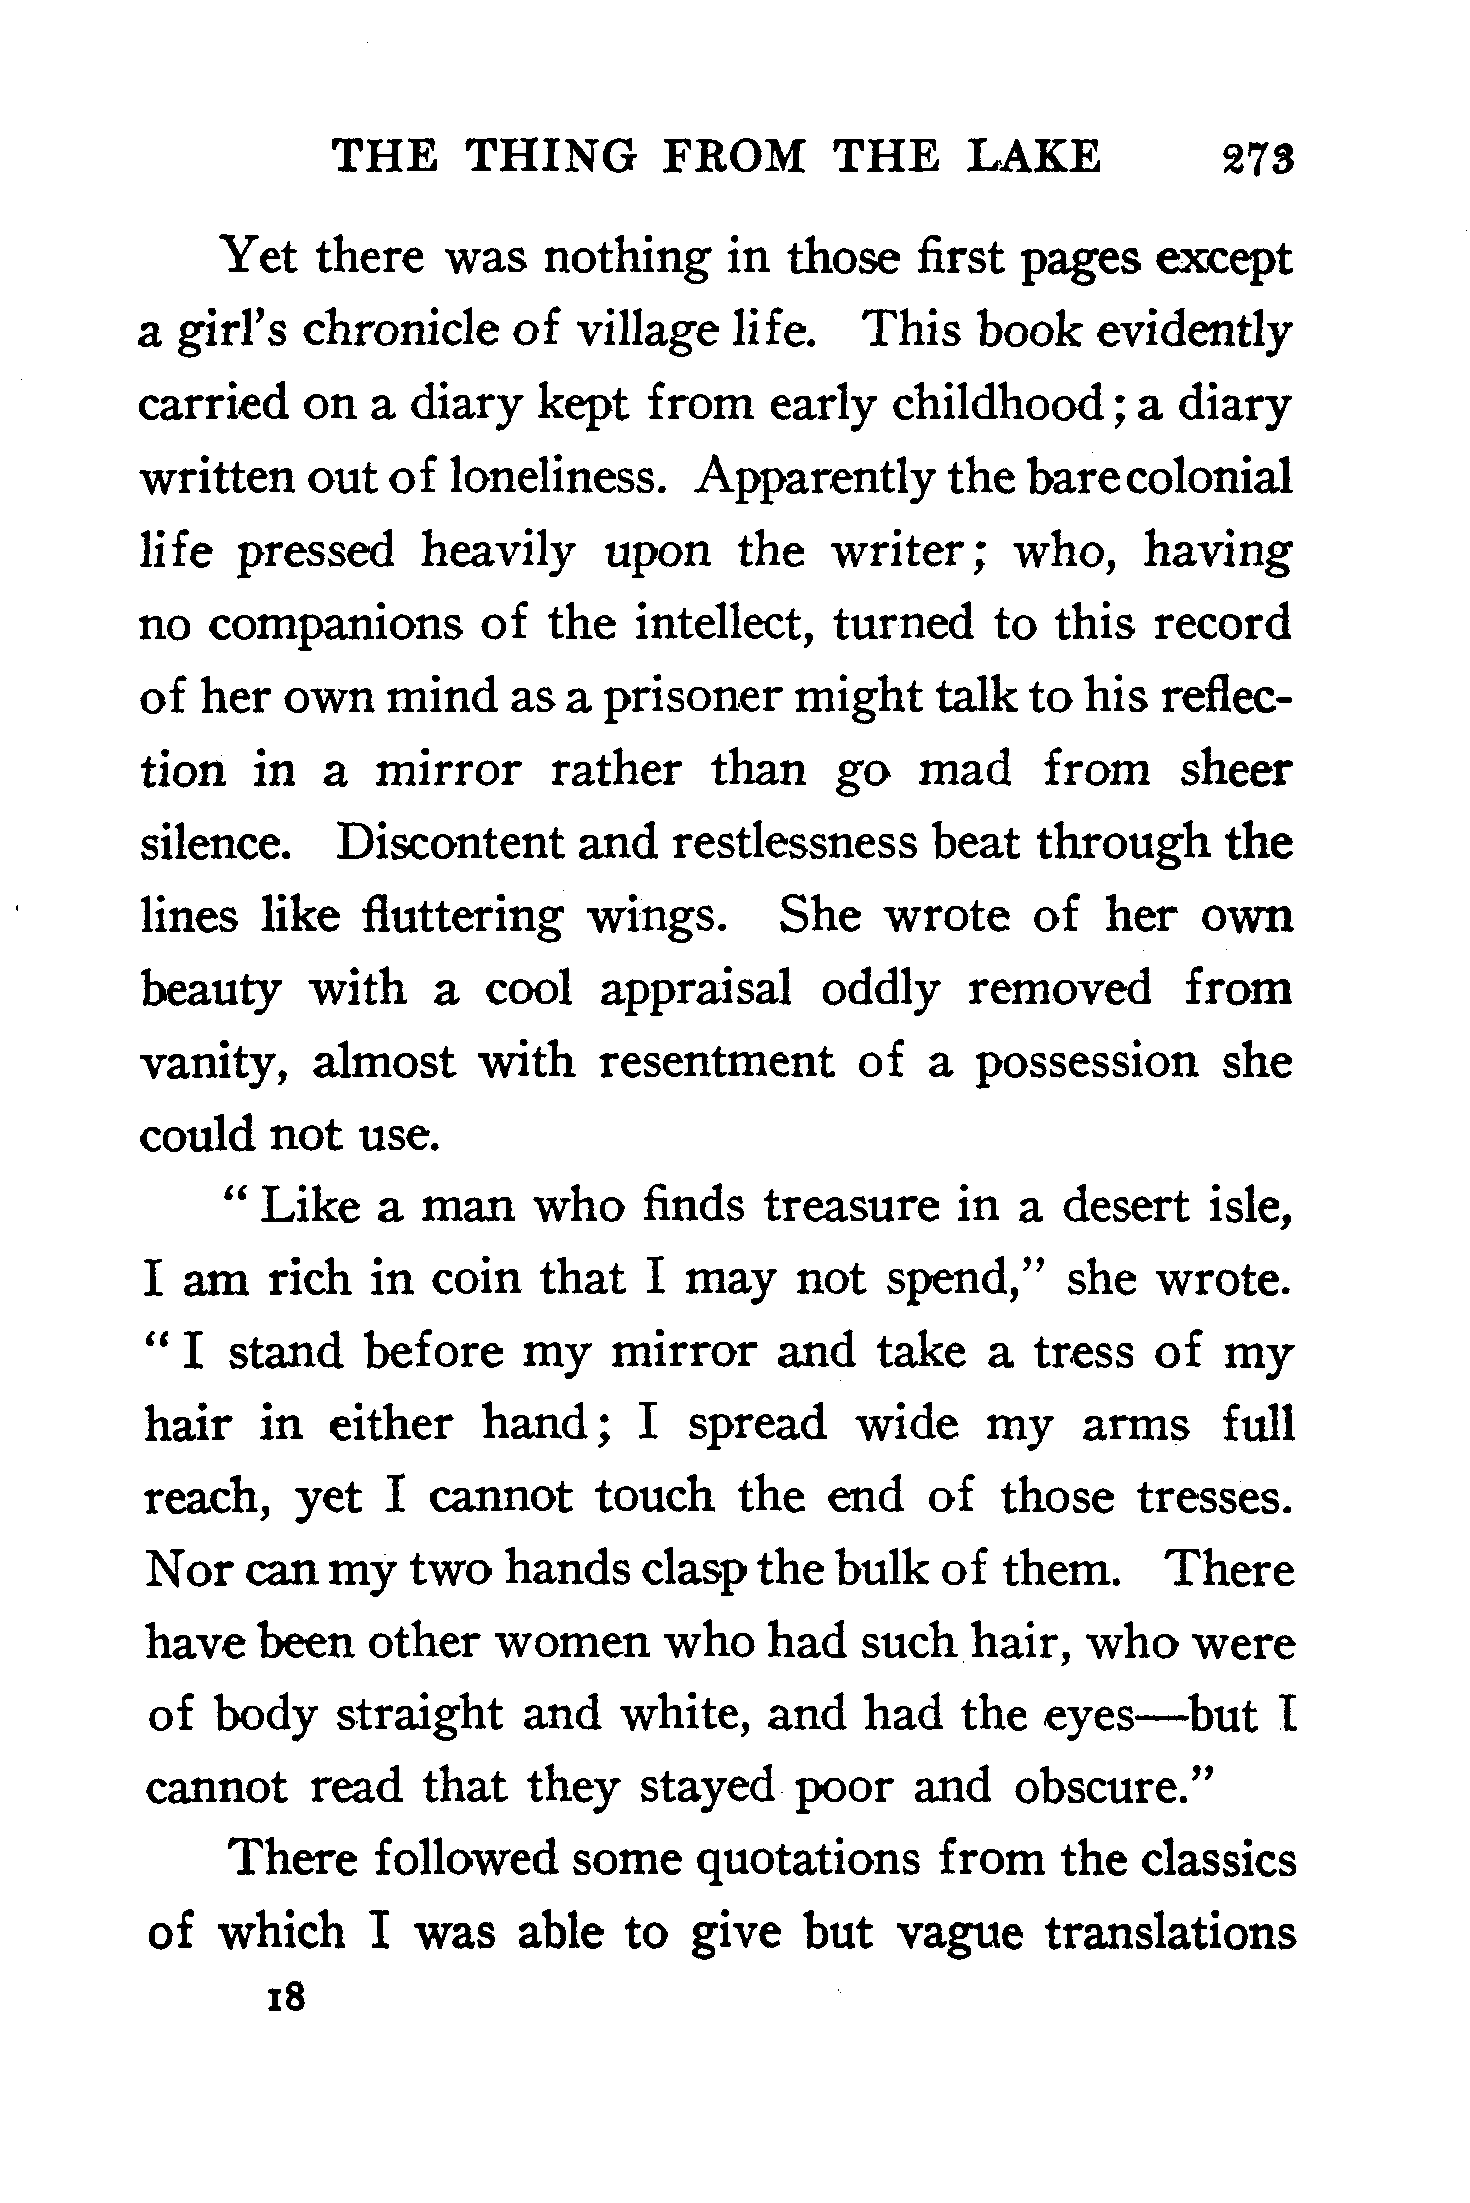 THE THING FROM THE LAKE 273
Yet there was nothing in those first pages except
a girl's chronicle of village life. This book evidently
carried on a diary kept from early childhood; a diary
written out of loneliness. Apparently the bare colonial
life pressed heavily upon the writer; who, having
no companions of the intellect, turned to this record
of her own mind as a prisoner might talk to his reflec-
tion in a mirror rather than go mad from sheer
silence. Discontent and restlessness beat through the
lines like fluttering wings. She wrote of her own
beauty with a cool appraisal oddly removed from
vanity, almost with resentment of a possession she
could not use.
“Like a man who finds treasure in a desert isle,
I am rich in coin that I may not spend,” she wrote.
“I stand before my mirror and take a tress of my
hair in either hand; I spread wide my arms full
reach, yet I cannot touch the end of those tresses.
Nor can my two hands clasp the bulk of them. There
have been other women who had such hair, who were
of body straight and white, and had the eyes—but I
cannot read that they stayed poor and obscure.”
There followed some quotations from the classics
of which I was able to give but vague translations
18